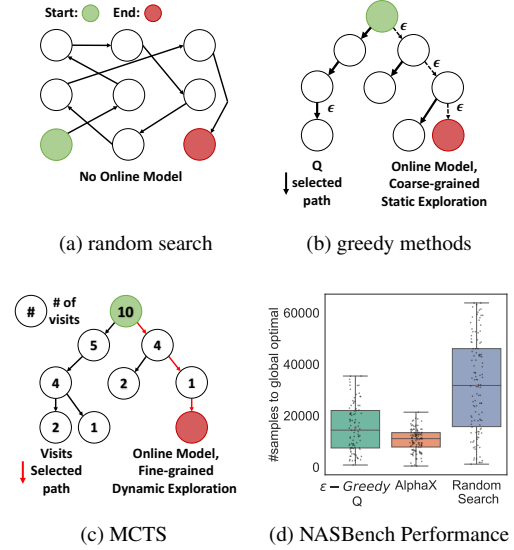 Start: End:
No Online Model
(a) random search
ϵ
ϵ
ϵ
ϵ
Q
selected
path
Online Model,
Coarse-grained
Static Exploration
(b) greedy methods
# # of
visits
10
5 4
4 2 1
2 1
Visits
Selected
path
Online Model,
Fine-grained
Dynamic Exploration
(c) MCTS
#samples to global optimal
60000
40000
20000
0
ϵ − Greedy
Q
AlphaX
Random
Search
(d) NASBench Performance